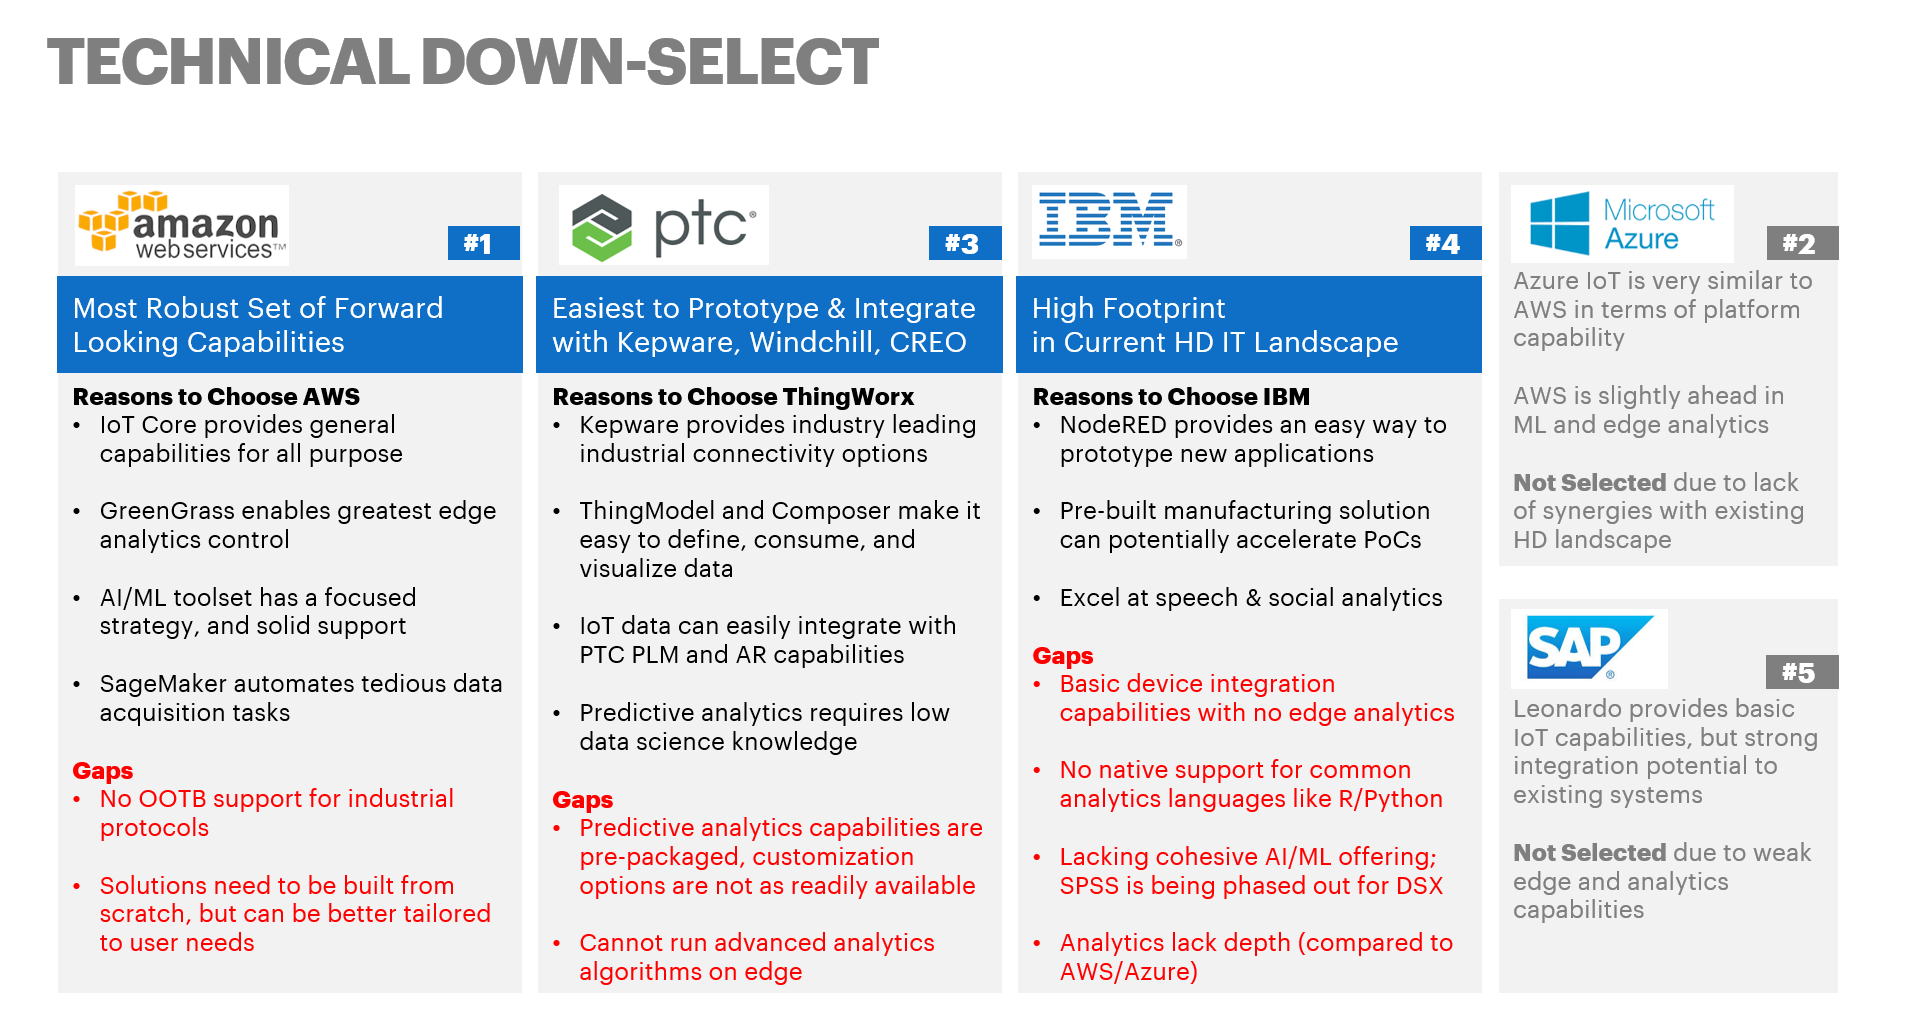 TECHNICAL DOWN-SELECT
amazon
webservices™
#1
Most Robust Set of Forward
Looking Capabilities
Reasons to Choose AWS
• IoT Core provides general
capabilities for all purpose
• GreenGrass enables greatest edge
analytics control
• AI/ML toolset has a focused
strategy, and solid support
• SageMaker automates tedious data
acquisition tasks
Gaps
• No OOTB support for industrial
protocols
• Solutions need to be built from
scratch, but can be better tailored
to user needs
ptc®
#3
Easiest to Prototype & Integrate
with Kepware, Windchill, CREO
Reasons to Choose ThingWorx
• Kepware provides industry leading
industrial connectivity options
• ThingModel and Composer make it
easy to define, consume, and
visualize data
• IoT data can easily integrate with
PTC PLM and AR capabilities
• Predictive analytics requires low
data science knowledge
Gaps
• Predictive analytics capabilities are
pre-packaged, customization
options are not as readily available
• Cannot run advanced analytics
algorithms on edge
IBM®
#4
High Footprint
in Current HD IT Landscape
Reasons to Choose IBM
• NodeRED provides an easy way to
prototype new applications
• Pre-built manufacturing solution
can potentially accelerate PoCs
• Excel at speech & social analytics
Gaps
• Basic device integration
capabilities with no edge analytics
• No native support for common
analytics languages like R/Python
• Lacking cohesive AI/ML offering;
SPSS is being phased out for DSX
• Analytics lack depth (compared to
AWS/Azure)
Microsoft
Azure
#2
Azure IoT is very similar to
AWS in terms of platform
capability
AWS is slightly ahead in
ML and edge analytics
Not Selected due to lack
of synergies with existing
HD landscape
SAP®
#5
Leonardo provides basic
IoT capabilities, but strong
integration potential to
existing systems
Not Selected due to weak
edge and analytics
capabilities